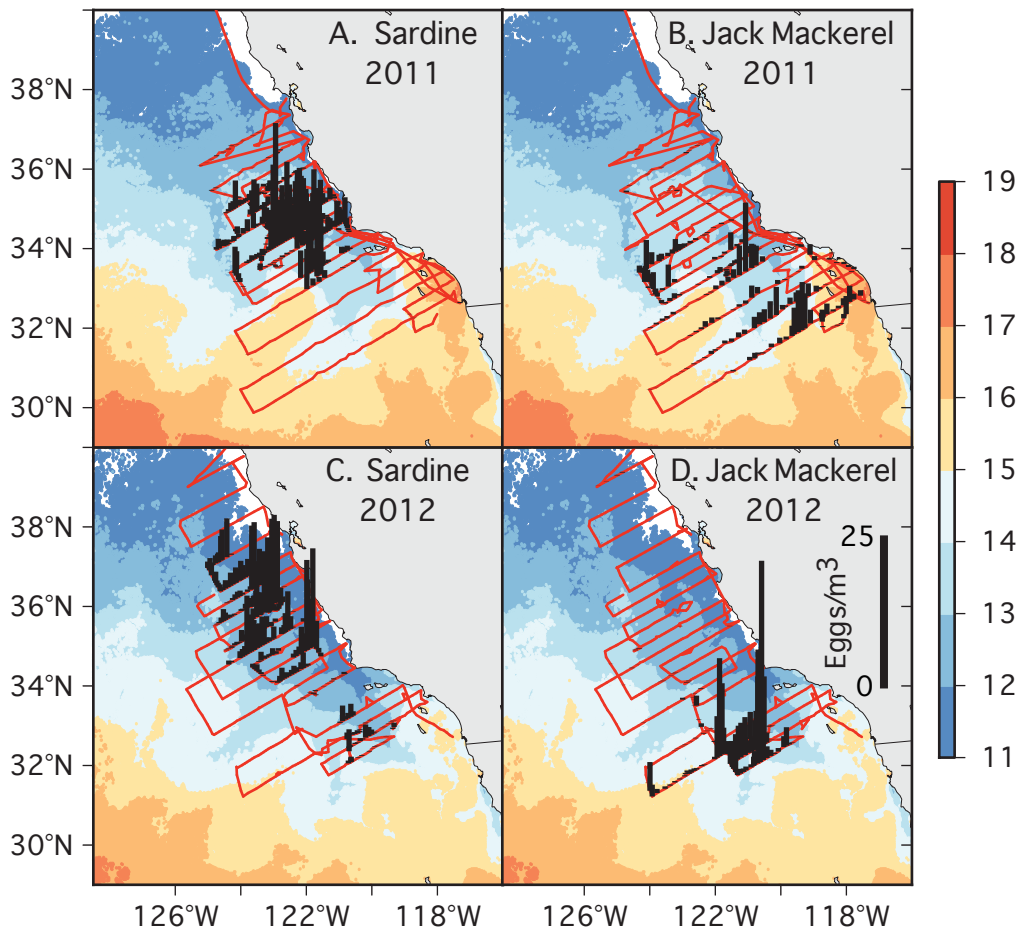 A. Sardine
2011
B. Jack Mackerel
2011
38°N
36°N
34°N
32°N
30°N
C. Sardine
2012
D. Jack Mackerel
2012
25
Eggs/m³
0
38°N
36°N
34°N
32°N
30°N
126°W
122°W
118°W
126°W
122°W
118°W
19
18
17
16
15
14
13
12
11